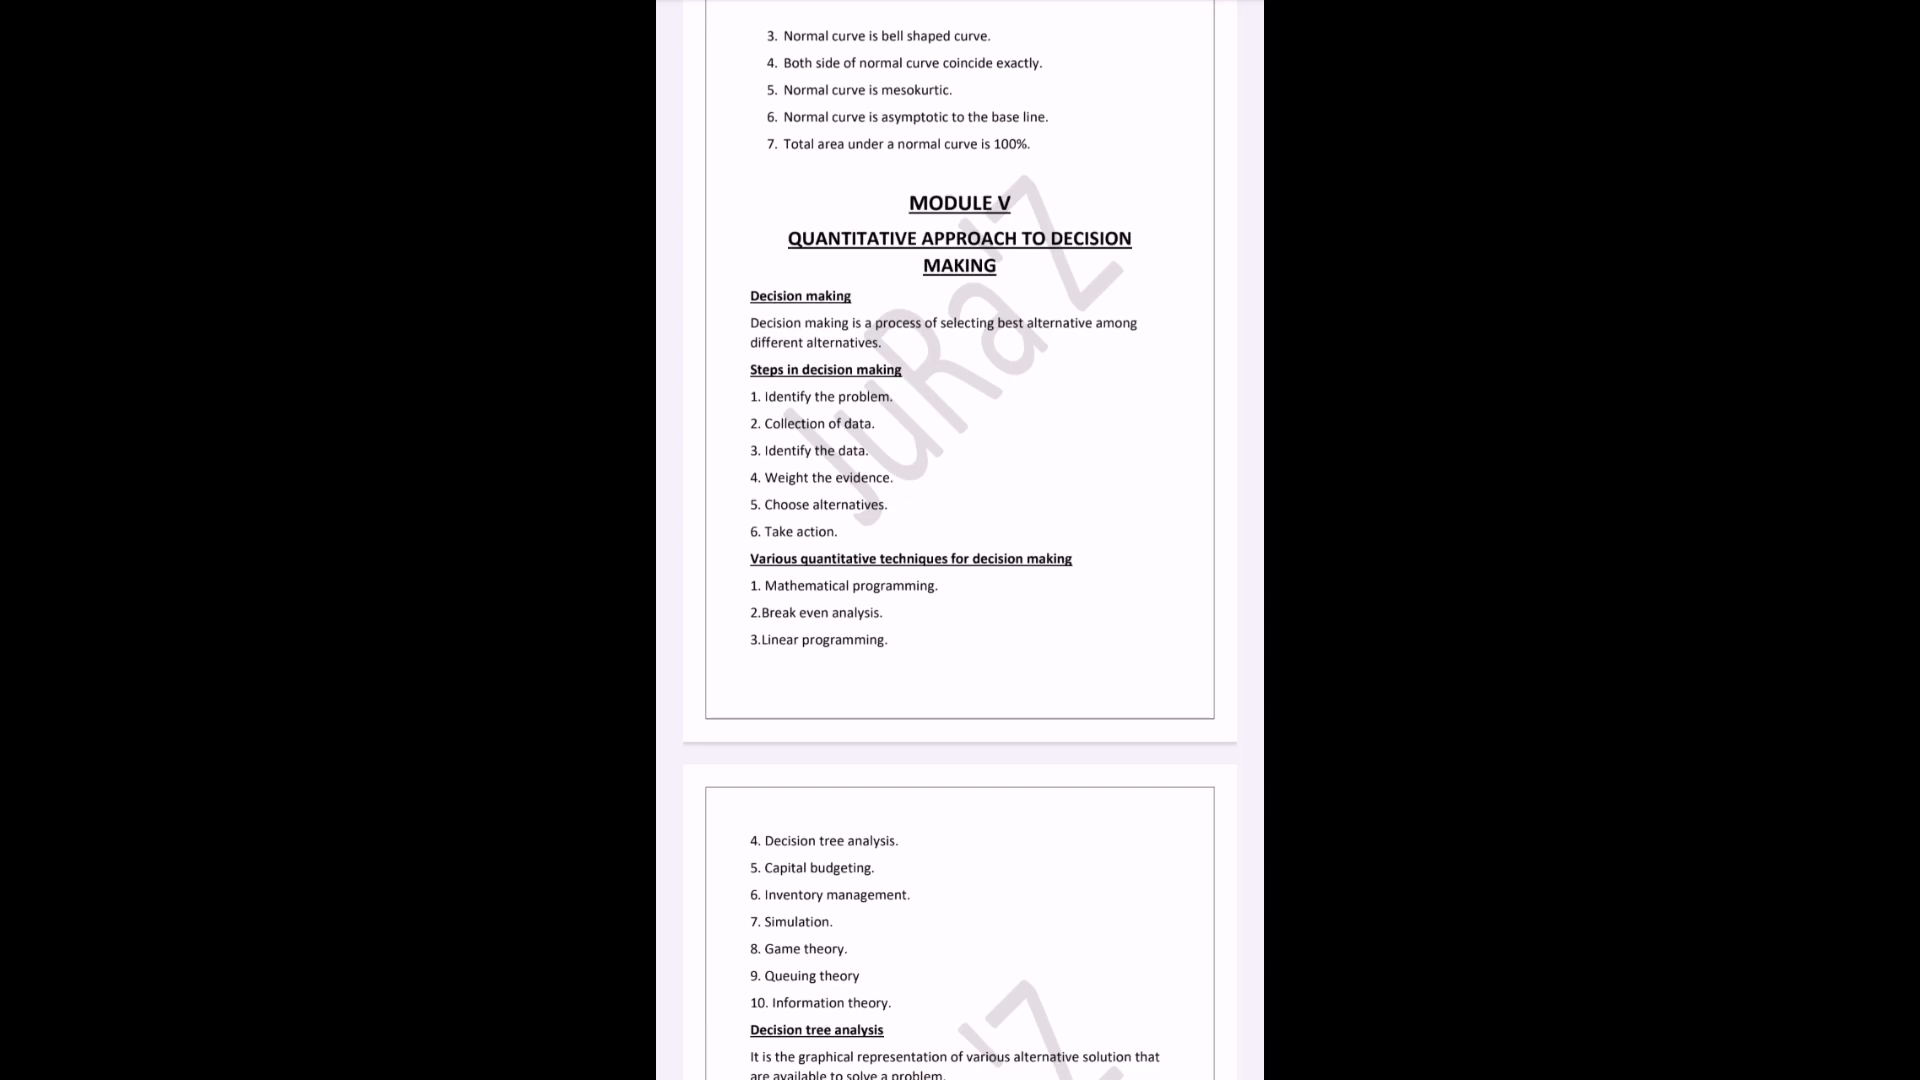 3. Normal curve is bell shaped curve.
4. Both side of normal curve coincide exactly.
5. Normal curve is mesokurtic.
6. Normal curve is asymptotic to the base line.
7. Total area under a normal curve is 100%.
MODULE V
QUANTITATIVE APPROACH TO DECISION
MAKING
Decision making
Decision making is a process of selecting best alternative among
different alternatives.
Steps in decision making
1. Identify the problem.
2. Collection of data.
3. Identify the data.
4. Weight the evidence.
5. Choose alternatives.
6. Take action.
Various quantitative techniques for decision making
1. Mathematical programming.
2.Break even analysis.
3.Linear programming.
JuRa'Z
4. Decision tree analysis.
5. Capital budgeting.
6. Inventory management.
7. Simulation.
8. Game theory.
9. Queuing theory
10. Information theory.
Decision tree analysis
It is the graphical representation of various alternative solution that
are available to solve a problem.
'Z